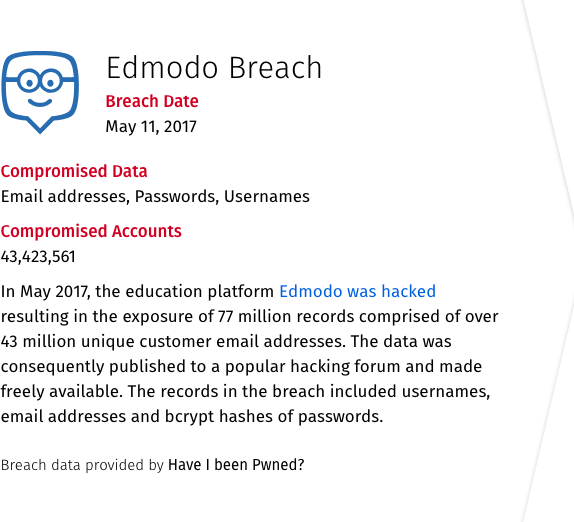 Edmodo Breach
Breach Date
May 11, 2017
Compromised Data
Email addresses, Passwords, Usernames
Compromised Accounts
43,423,561
In May 2017, the education platform Edmodo was hacked
resulting in the exposure of 77 million records comprised of over
43 million unique customer email addresses. The data was
consequently published to a popular hacking forum and made
freely available. The records in the breach included usernames,
email addresses and bcrypt hashes of passwords.
Breach data provided by Have I been Pwned?